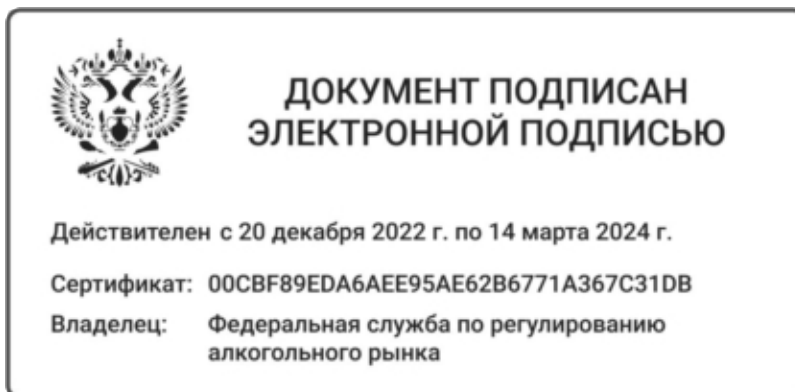 ДОКУМЕНТ ПОДПИСАН
ЭЛЕКТРОННОЙ ПОДПИСЬЮ
Действителен с 20 декабря 2022 г. по 14 марта 2024 г.
Сертификат: 00CBF89EDA6AEE95AE62B6771A367C31DB
Владелец: Федеральная служба по регулированию
алкогольного рынка